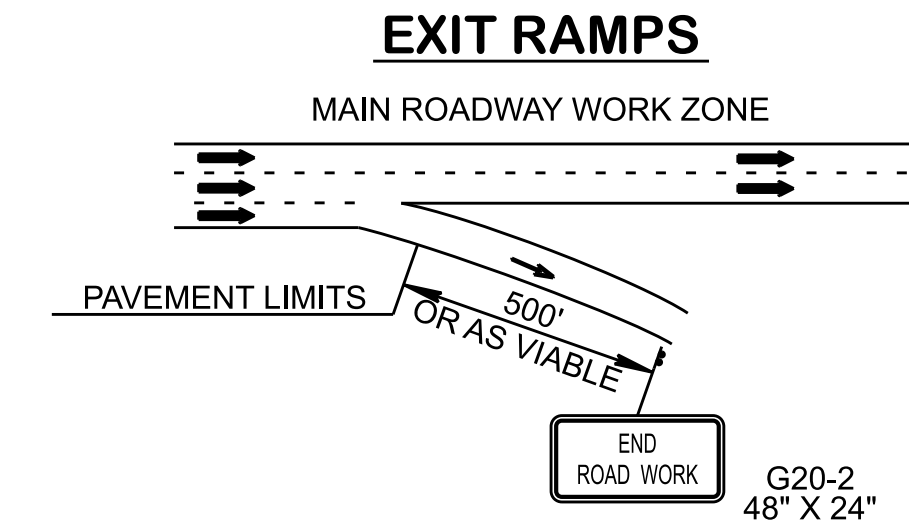 EXIT RAMPS
MAIN ROADWAY WORK ZONE
PAVEMENT LIMITS
500'
OR AS VIABLE
END
ROAD WORK
G20-2
48" X 24"